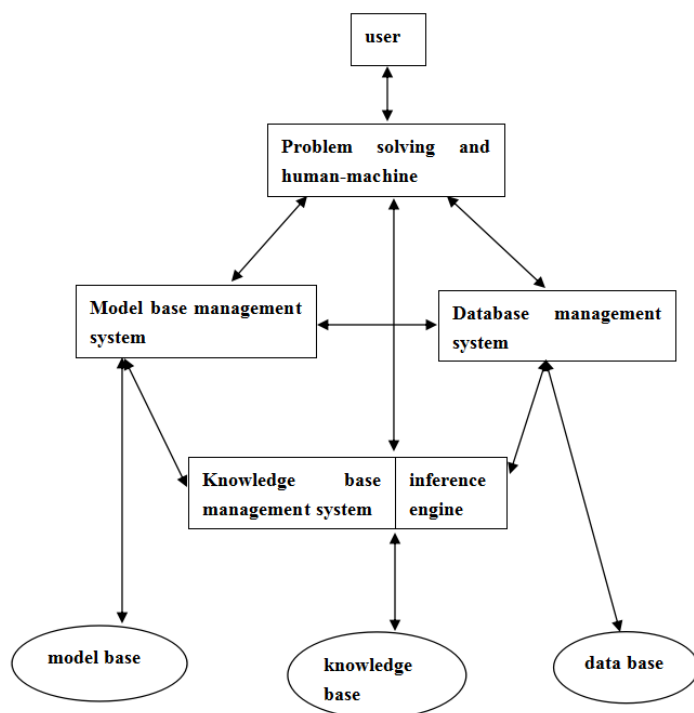 user
Problem solving and
human-machine
Model base management
system
Database management
system
Knowledge base
management system
inference
engine
model base
knowledge
base
data base